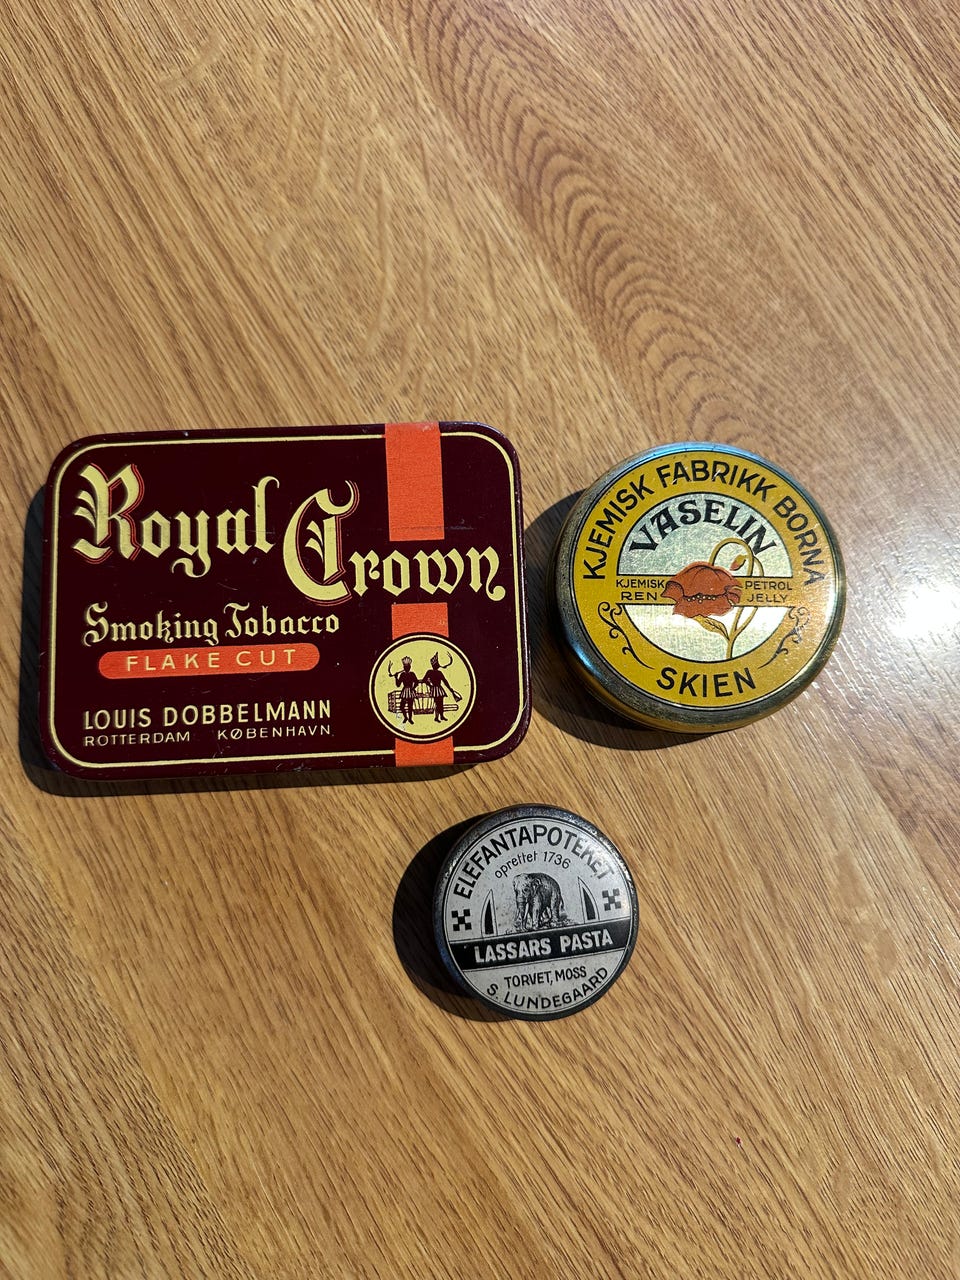 Royal Crown
Smoking Tobacco
FLAKE CUT
LOUIS DOBBELMANN
ROTTERDAM KØBENHAVN
KJEMISK FABRIKK BORNA
VASELIN
KJEMISK PETROL
REN JELLY
SKIEN
ELEFANTAPOTEKET
oprettet 1736
LASSARS PASTA
TORVET, MOSS
S. LUNDEGAARD